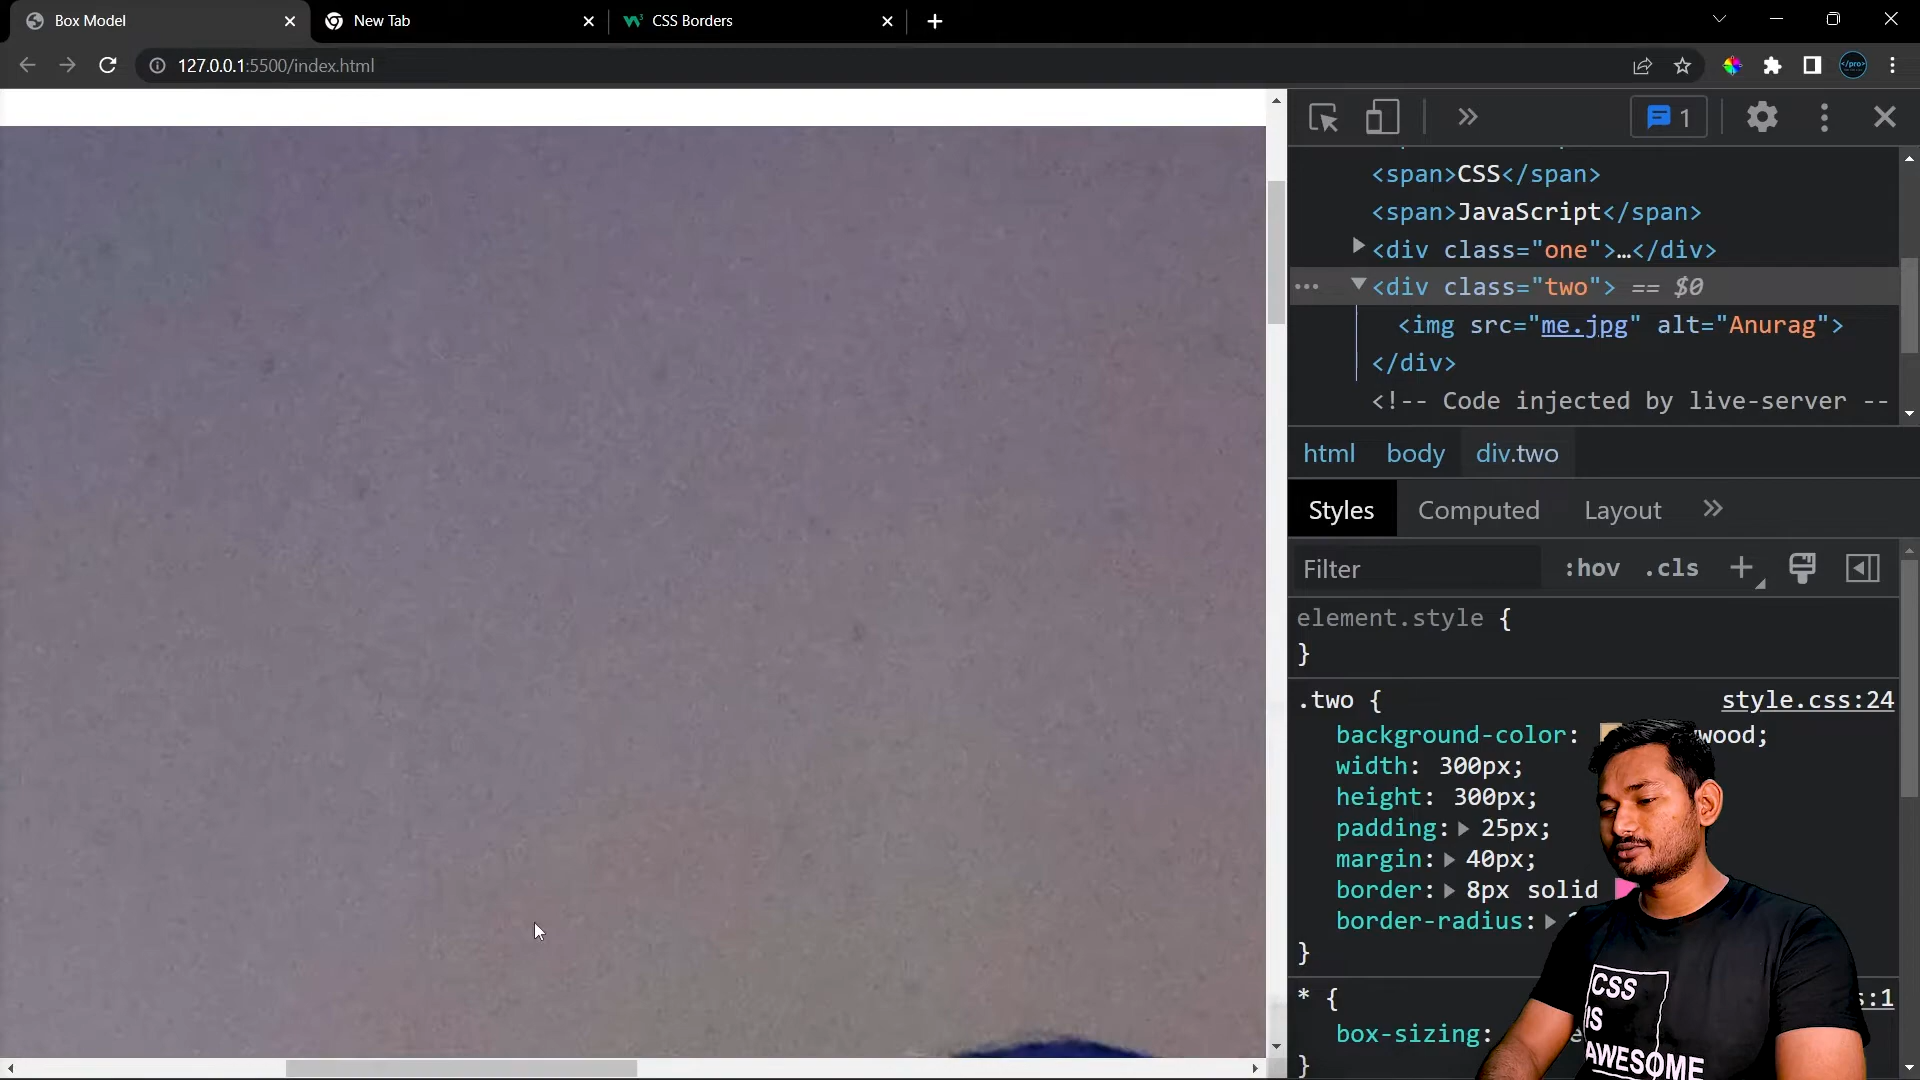 Box Model
New Tab
CSS Borders
127.0.0.1:5500/index.html
1
<span>CSS</span>
<span>JavaScript</span>
<div class="one">…</div>
<div class="two"> == $0
<img src="me.jpg" alt="Anurag">
</div>
<!-- Code injected by live-server --
html body div.two
Styles Computed Layout
Filter :hov .cls
element.style {
}
.two { style.css:24
background-color: wood;
width: 300px;
height: 300px;
padding: 25px;
margin: 40px;
border: 8px solid
border-radius:
}
* { s:1
box-sizing:
}
CSS
IS
AWESOME